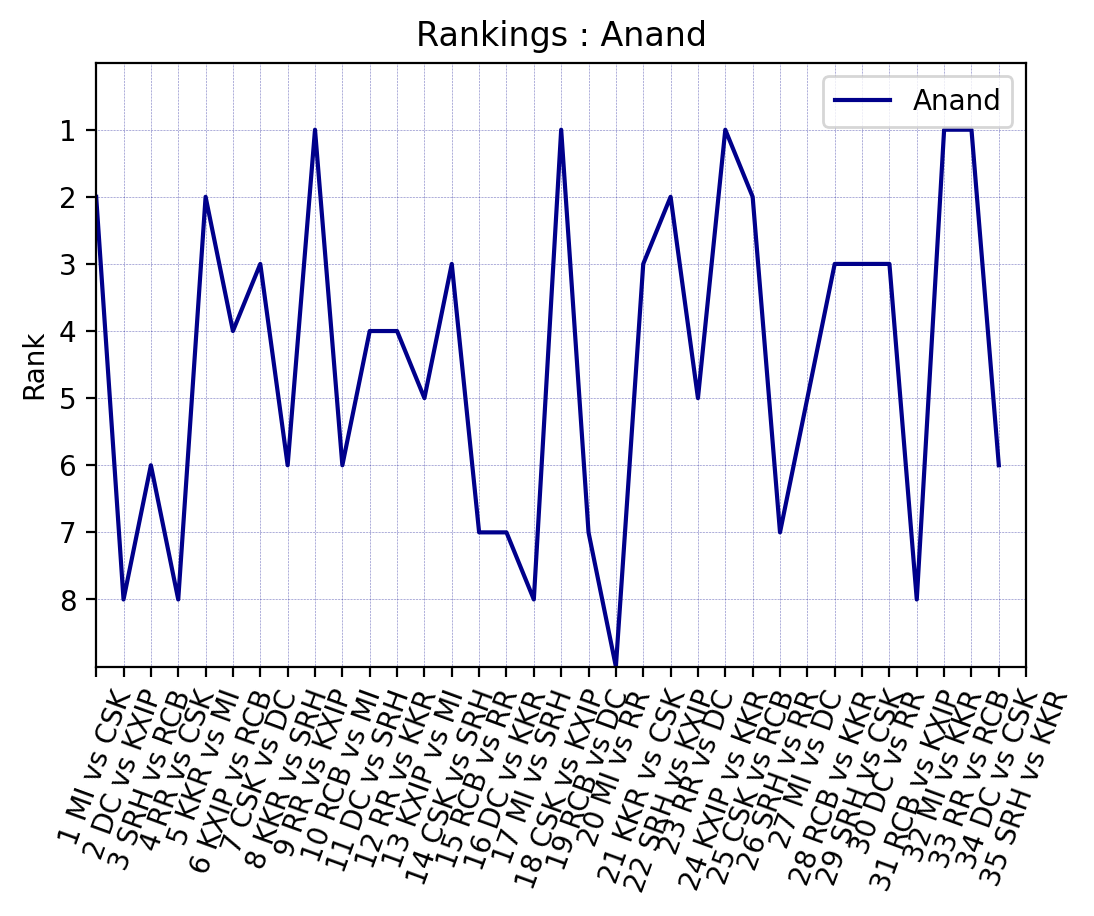 Rankings : Anand
Anand
Rank
1
2
3
4
5
6
7
8
1 MI vs CSK
2 DC vs KXIP
3 SRH vs RCB
4 RR vs CSK
5 KKR vs MI
6 KXIP vs RCB
7 CSK vs DC
8 KKR vs SRH
9 RR vs KXIP
10 RCB vs MI
11 DC vs SRH
12 RR vs KKR
13 KXIP vs MI
14 CSK vs SRH
15 RCB vs RR
16 DC vs KKR
17 MI vs SRH
18 CSK vs KXIP
19 RCB vs DC
20 MI vs RR
21 KKR vs CSK
22 SRH vs KXIP
23 RR vs DC
24 KXIP vs KKR
25 CSK vs RCB
26 SRH vs RR
27 MI vs DC
28 RCB vs KKR
29 SRH vs CSK
30 DC vs RR
31 RCB vs KXIP
32 MI vs KKR
33 RR vs RCB
34 DC vs CSK
35 SRH vs KKR